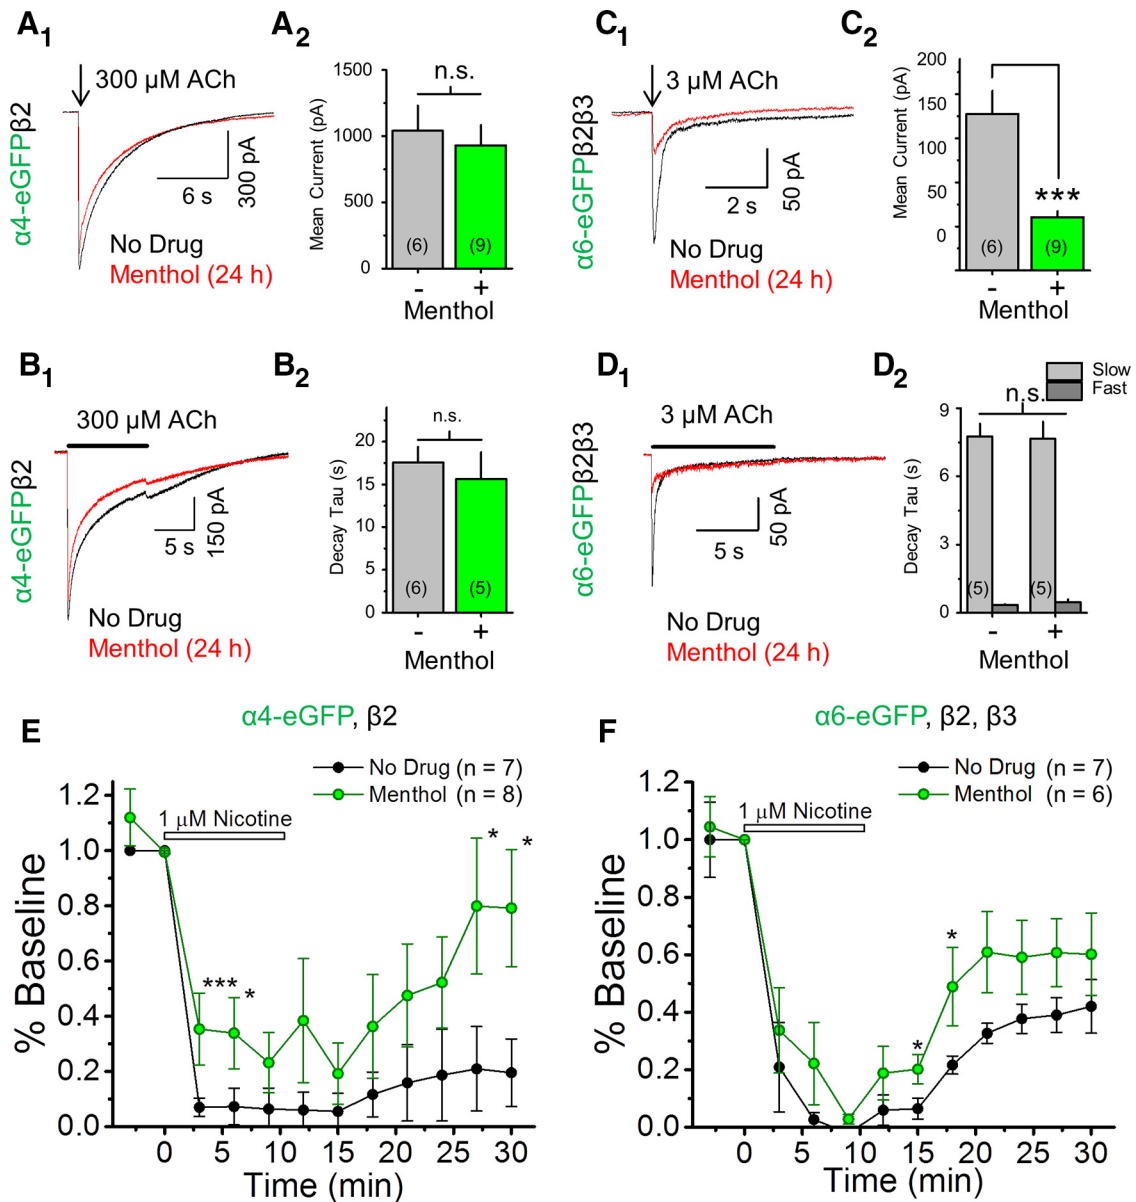 A1
300 µM ACh
α4-eGFPβ2
6 s
300 pA
No Drug
Menthol (24 h)
A2
n.s.
Mean Current (pA)
1500
1000
500
0
(6)
(9)
- +
Menthol
C1
3 µM ACh
α6-eGFPβ2β3
2 s
50 pA
No Drug
Menthol (24 h)
C2
Mean Current (pA)
200
150
100
50
50
0
***
(6)
(9)
- +
Menthol
B1
300 µM ACh
α4-eGFPβ2
5 s
150 pA
No Drug
Menthol (24 h)
B2
n.s.
Decay Tau (s)
20
15
10
5
0
(6)
(5)
- +
Menthol
D1
3 µM ACh
α6-eGFPβ2β3
5 s
50 pA
No Drug
Menthol (24 h)
D2
Slow
Fast
n.s.
Decay Tau (s)
9
6
3
0
(5)
(5)
- +
Menthol
E
α4-eGFP, β2
No Drug (n = 7)
Menthol (n = 8)
1 µM Nicotine
% Baseline
1.2
1.0
0.8
0.6
0.4
0.2
0.0
***
*
*
*
0 5 10 15 20 25 30
Time (min)
F
α6-eGFP, β2, β3
No Drug (n = 7)
Menthol (n = 6)
1 µM Nicotine
% Baseline
1.2
1.0
0.8
0.6
0.4
0.2
0.0
*
*
0 5 10 15 20 25 30
Time (min)